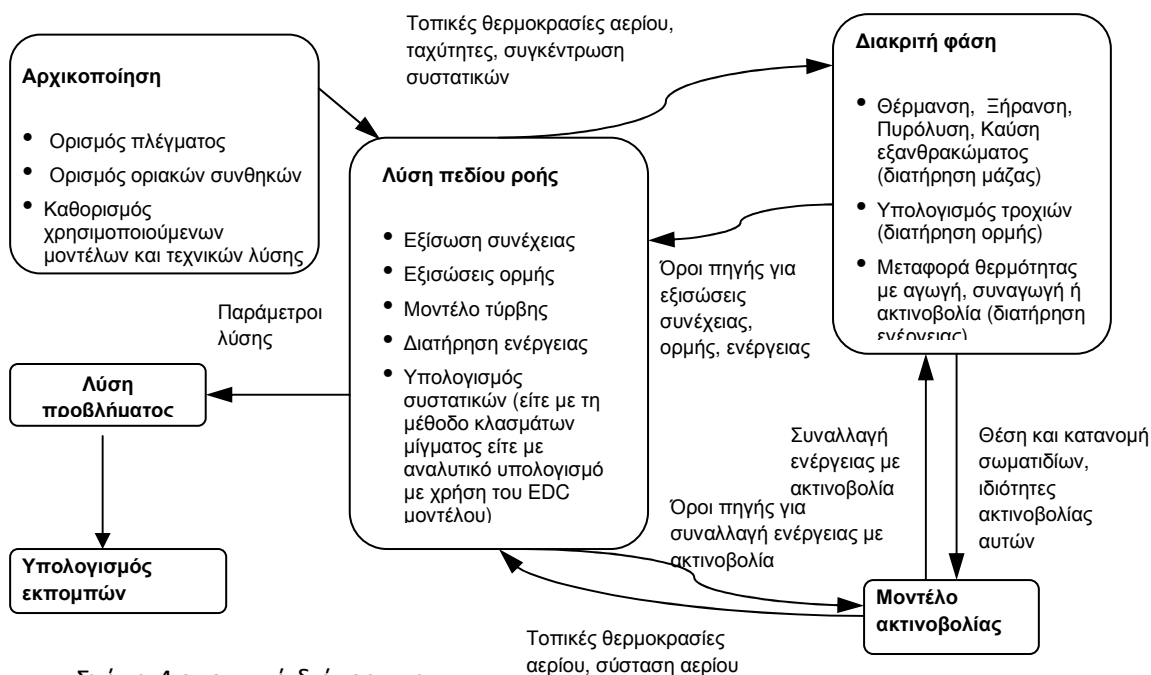 Τοπικές θερμοκρασίες αερίου,
ταχύτητες, συγκέντρωση
συστατικών
Αρχικοποίηση
• Ορισμός πλέγματος
• Ορισμός οριακών συνθηκών
• Καθορισμός
χρησιμοποιούμενων
μοντέλων και τεχνικών λύσης
Λύση πεδίου ροής
• Εξίσωση συνέχειας
• Εξισώσεις ορμής
• Μοντέλο τύρβης
• Διατήρηση ενέργειας
• Υπολογισμός
συστατικών (είτε με τη
μέθοδο κλασμάτων
μίγματος είτε με
αναλυτικό υπολογισμό
με χρήση του EDC
μοντέλου)
Διακριτή φάση
• Θέρμανση, Ξήρανση,
Πυρόλυση, Καύση
εξανθρακώματος
(διατήρηση μάζας)
• Υπολογισμός τροχιών
(διατήρηση ορμής)
• Μεταφορά θερμότητας
με αγωγή, συναγωγή ή
ακτινοβολία (διατήρηση
ενέργειας)
Όροι πηγής για
εξισώσεις
συνέχειας,
ορμής, ενέργειας
Παράμετροι
λύσης
Λύση
προβλήματος
Υπολογισμός
εκπομπών
Συναλλαγή
ενέργειας με
ακτινοβολία
Θέση και κατανομή
σωματιδίων,
ιδιότητες
ακτινοβολίας
αυτών
Όροι πηγής για
συναλλαγή ενέργειας με
ακτινοβολία
Μοντέλο
ακτινοβολίας
Τοπικές θερμοκρασίες
αερίου, σύσταση αερίου